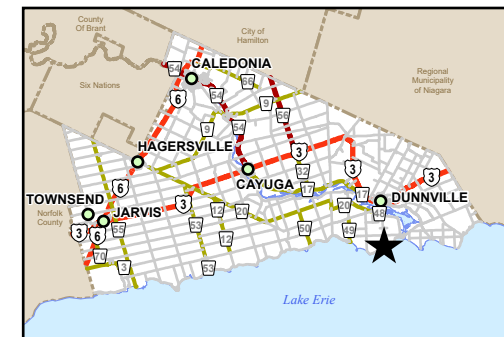 County
Of Brant
City of
Hamilton
CALEDONIA
54
66
Six Nations
6
54
9
56
Regional
Municipality
of Niagara
9
54
HAGERSVILLE
3
3
3
32
6
CAYUGA
17
17
DUNNVILLE
TOWNSEND
Norfolk
County
JARVIS
3
20
20
48
3
6
55
53
12
12
50
49
70
3
53
Lake Erie